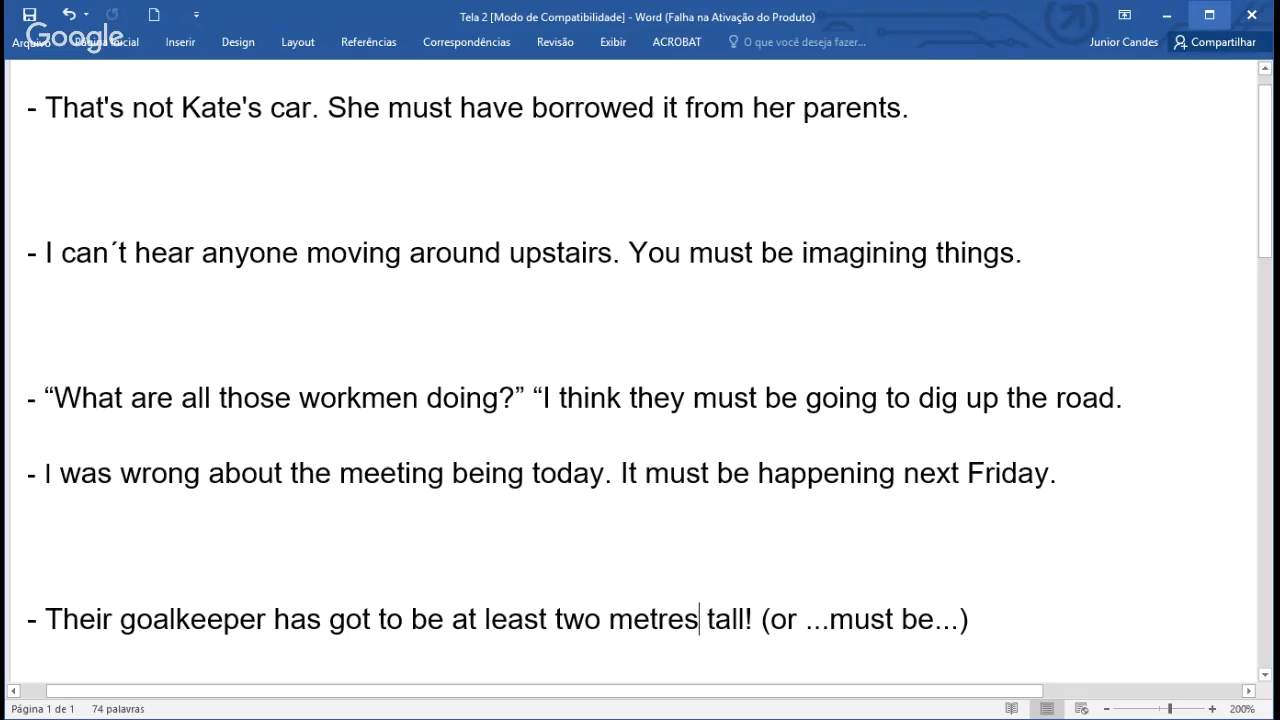 Tela 2 [Modo de Compatibilidade] - Word (Falha na Ativação do Produto)
Google
Arquivo Página Inicial Inserir Design Layout Referências Correspondências Revisão Exibir ACROBAT O que você deseja fazer... Junior Candes Compartilhar
- That's not Kate's car. She must have borrowed it from her parents.
- I can´t hear anyone moving around upstairs. You must be imagining things.
- “What are all those workmen doing?” “I think they must be going to dig up the road.
- I was wrong about the meeting being today. It must be happening next Friday.
- Their goalkeeper has got to be at least two metres tall! (or ...must be...)
Página 1 de 1 74 palavras 200%